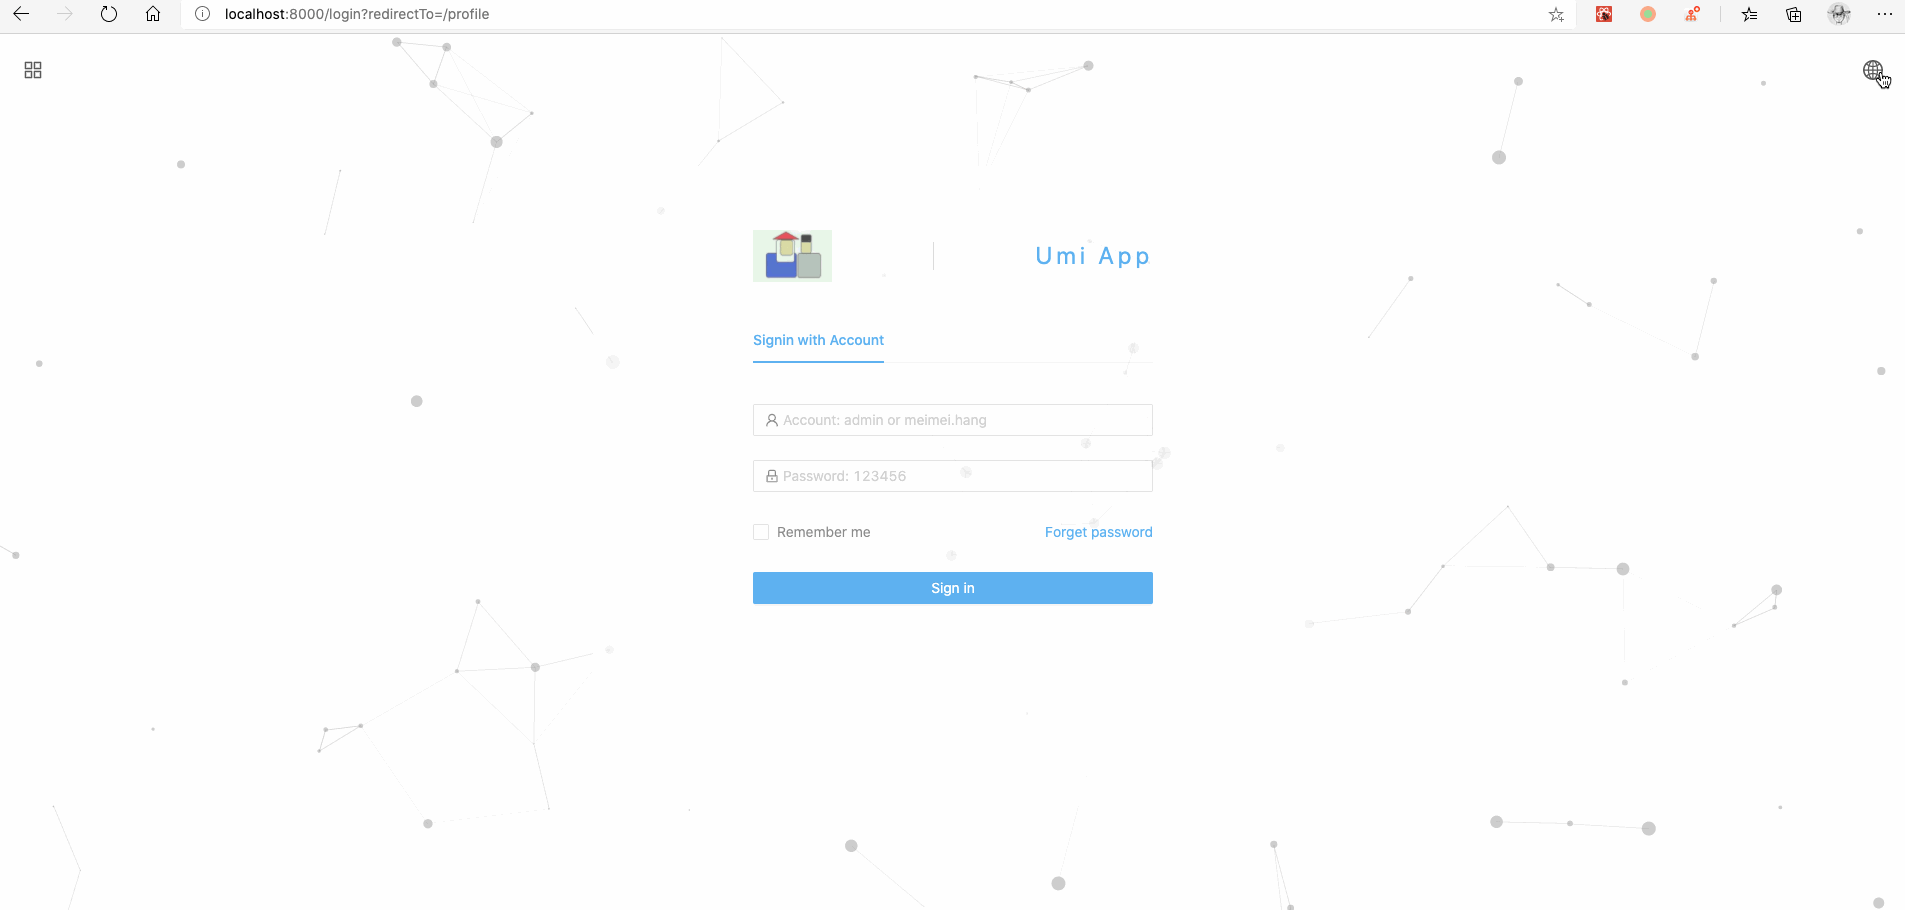 localhost:8000/login?redirectTo=/profile
Umi App
Signin with Account
Account: admin or meimei.hang
Password: 123456
Remember me
Forget password
Sign in